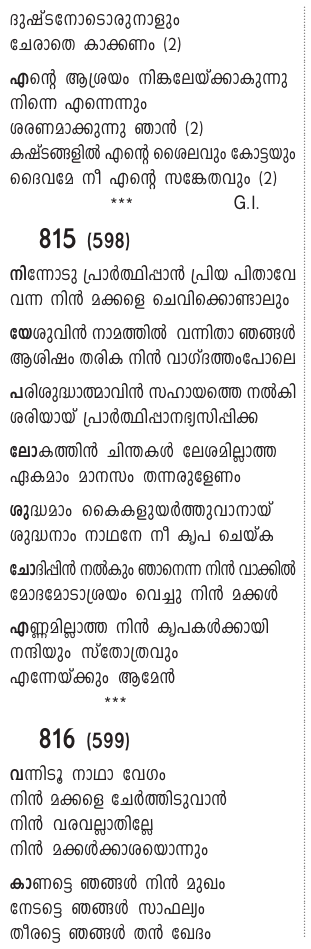 ദുഷ്ടനോടൊരുനാളും
ചേരാതെ കാക്കണം (2)
എന്റെ ആശ്രയം നിങ്കലേയ്ക്കാകുന്നു
നിന്നെ എന്നെന്നും
ശരണമാക്കുന്നു ഞാൻ (2)
കഷ്ടങ്ങളിൽ എന്റെ ശൈലവും കോട്ടയും
ദൈവമേ നീ എന്റെ സങ്കേതവും (2)
*** G.I.
815 (598)
നിന്നോടു പ്രാർത്ഥിപ്പാൻ പ്രിയ പിതാവേ
വന്ന നിൻ മക്കളെ ചെവിക്കൊണ്ടാലും
യേശുവിൻ നാമത്തിൽ വന്നിതാ ഞങ്ങൾ
ആശിഷം തരിക നിൻ വാഗ്ദത്തംപോലെ
പരിശുദ്ധാത്മാവിൻ സഹായത്തെ നൽകി
ശരിയായ് പ്രാർത്ഥിപ്പാനഭ്യസിപ്പിക്ക
ലോകത്തിൻ ചിന്തകൾ ലേശമില്ലാത്ത
ഏകമാം മാനസം തന്നരുളേണം
ശുദ്ധമാം കൈകളുയർത്തുവാനായ്
ശുദ്ധനാം നാഥനേ നീ കൃപ ചെയ്ക
ചോദിപ്പിൻ നൽകും ഞാനെന്ന നിൻ വാക്കിൽ
മോദമോടാശ്രയം വെച്ചു നിൻ മക്കൾ
എണ്ണമില്ലാത്ത നിൻ കൃപകൾക്കായി
നന്ദിയും സ്തോത്രവും
എന്നേയ്ക്കും ആമേൻ
***
816 (599)
വന്നിടൂ നാഥാ വേഗം
നിൻ മക്കളെ ചേർത്തിടുവാൻ
നിൻ വരവല്ലാതില്ലേ
നിൻ മക്കൾക്കാശയൊന്നും
കാണട്ടെ ഞങ്ങൾ നിൻ മുഖം
നേടട്ടെ ഞങ്ങൾ സാഫല്യം
തീരട്ടെ ഞങ്ങൾ തൻ ഖേദം